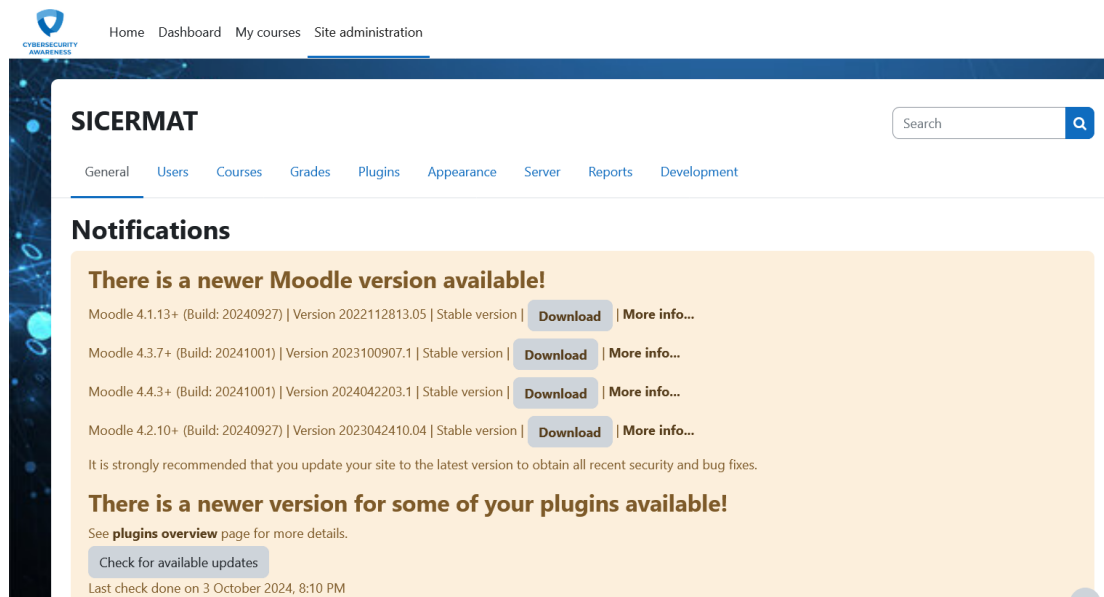 CYBERSECURITY
AWARENESS
Home Dashboard My courses Site administration
SICERMAT
Search
General Users Courses Grades Plugins Appearance Server Reports Development
Notifications
There is a newer Moodle version available!
Moodle 4.1.13+ (Build: 20240927) | Version 2022112813.05 | Stable version | Download | More info...
Moodle 4.3.7+ (Build: 20241001) | Version 2023100907.1 | Stable version | Download | More info...
Moodle 4.4.3+ (Build: 20241001) | Version 2024042203.1 | Stable version | Download | More info...
Moodle 4.2.10+ (Build: 20240927) | Version 2023042410.04 | Stable version | Download | More info...
It is strongly recommended that you update your site to the latest version to obtain all recent security and bug fixes.
There is a newer version for some of your plugins available!
See plugins overview page for more details.
Check for available updates
Last check done on 3 October 2024, 8:10 PM